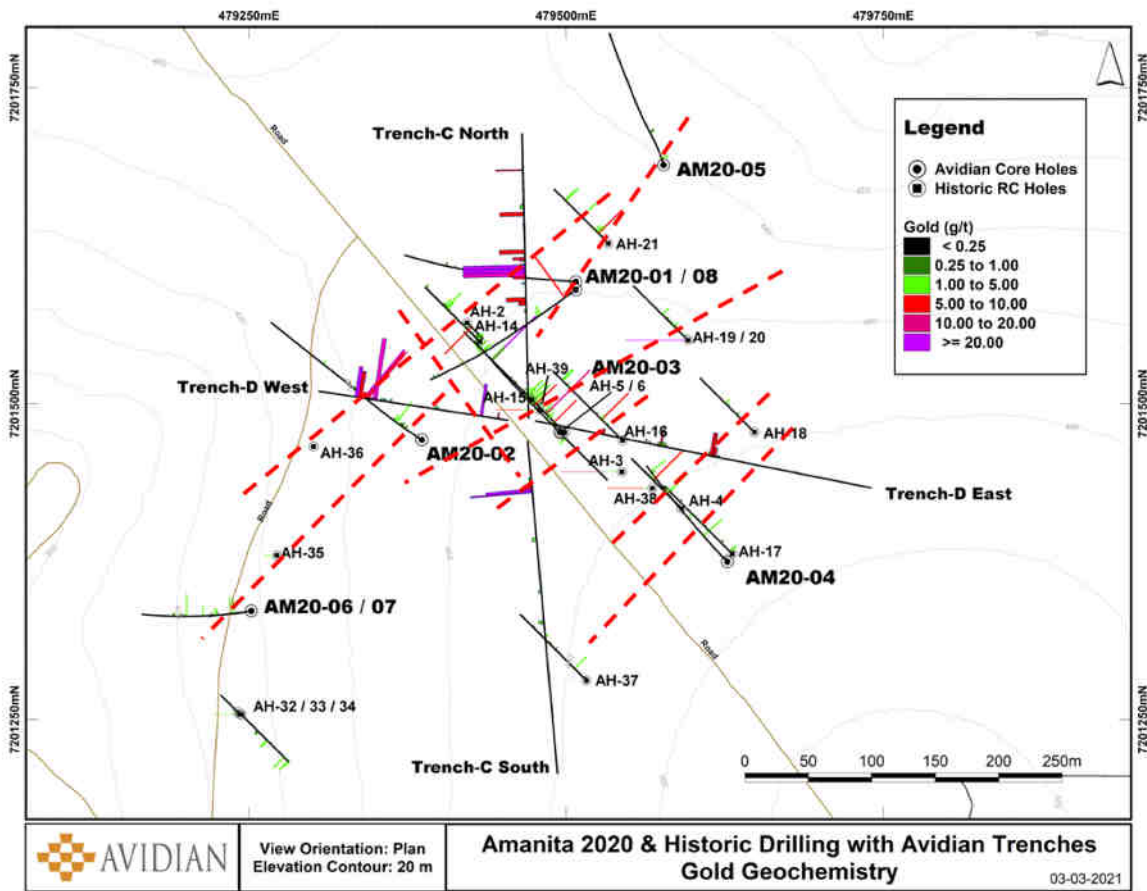 479250mE
479500mE
479750mE
7201750mN
7201750mN
7201500mN
7201500mN
7201250mN
7201250mN
Road
Trench-C North
AM20-05
AH-21
AM20-01 / 08
AH-2
AH-14
AH-19 / 20
AH-39
AM20-03
AH-5 / 6
Trench-D West
AH-15
AH-16
AH-18
AH-36
AM20-02
AH-3
AH-38
AH-4
Trench-D East
Road
AH-35
AH-17
AM20-04
AM20-06 / 07
Road
AH-37
AH-32 / 33 / 34
Trench-C South
Legend
Avidian Core Holes
Historic RC Holes
Gold (g/t)
< 0.25
0.25 to 1.00
1.00 to 5.00
5.00 to 10.00
10.00 to 20.00
>= 20.00
0 50 100 150 200 250m
AVIDIAN
View Orientation: Plan
Elevation Contour: 20 m
Amanita 2020 & Historic Drilling with Avidian Trenches
Gold Geochemistry
03-03-2021